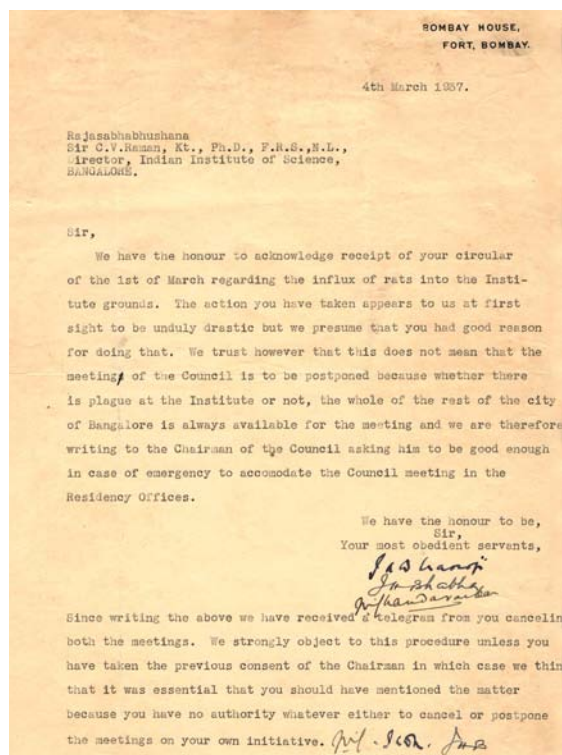 BOMBAY HOUSE,
FORT, BOMBAY.
4th March 1937.
Rajasabhabhushana
Sir C.V.Raman, Kt., Ph.D., F.R.S.,N.L.,
Director, Indian Institute of Science,
BANGALORE.
Sir,
We have the honour to acknowledge receipt of your circular
of the 1st of March regarding the influx of rats into the Insti-
tute grounds. The action you have taken appears to us at first
sight to be unduly drastic but we presume that you had good reason
for doing that. We trust however that this does not mean that the
meeting of the Council is to be postponed because whether there
is plague at the Institute or not, the whole of the rest of the city
of Bangalore is always available for the meeting and we are therefore
writing to the Chairman of the Council asking him to be good enough
in case of emergency to accomodate the Council meeting in the
Residency Offices.
We have the honour to be,
Sir,
Your most obedient servants,
JHBhabha
Since writing the above we have received a telegram from you cancelin
both the meetings. We strongly object to this procedure unless you
have taken the previous consent of the Chairman in which case we thin
that it was essential that you should have mentioned the matter
because you have no authority whatever either to cancel or postpone
the meetings on your own initiative.